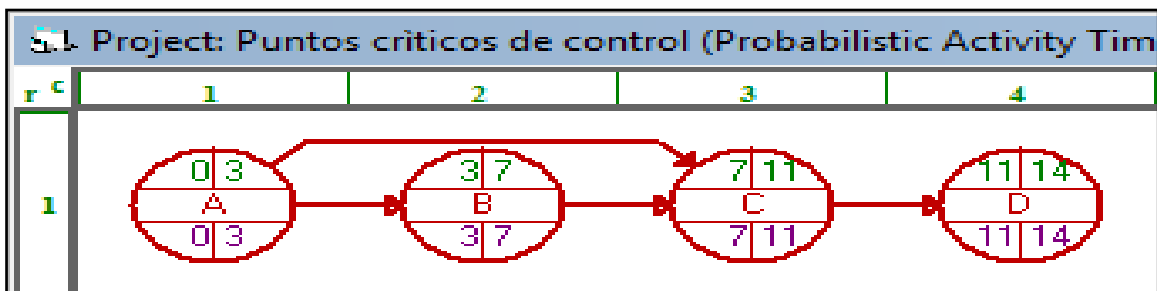 Project: Puntos crìticos de control (Probabilistic Activity Tim
r c 1 2 3 4
1
0 3 3 7 7 11 11 14
A B C D
0 3 3 7 7 11 11 14